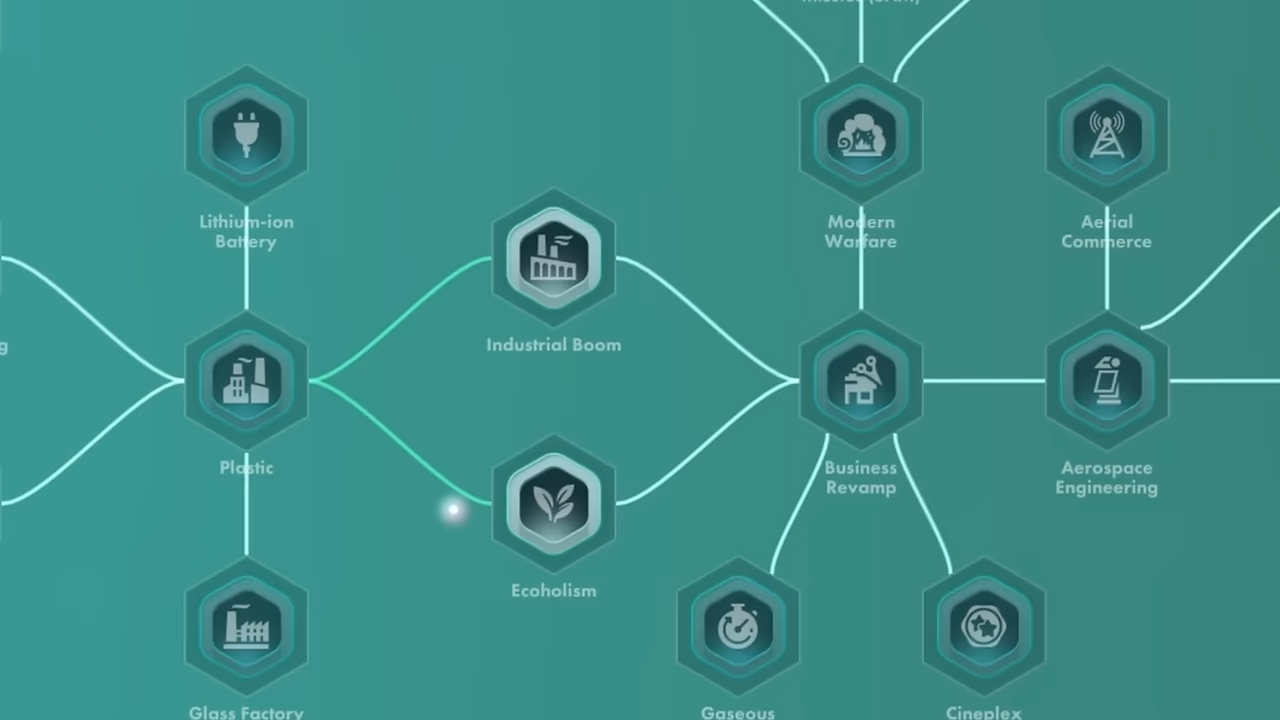 Lithium-ion
Battery
Modern
Warfare
Aerial
Commerce
Industrial Boom
g
Plastic
Business
Revamp
Aerospace
Engineering
Ecoholism
Glass Factory
Gaseous
Cineplex